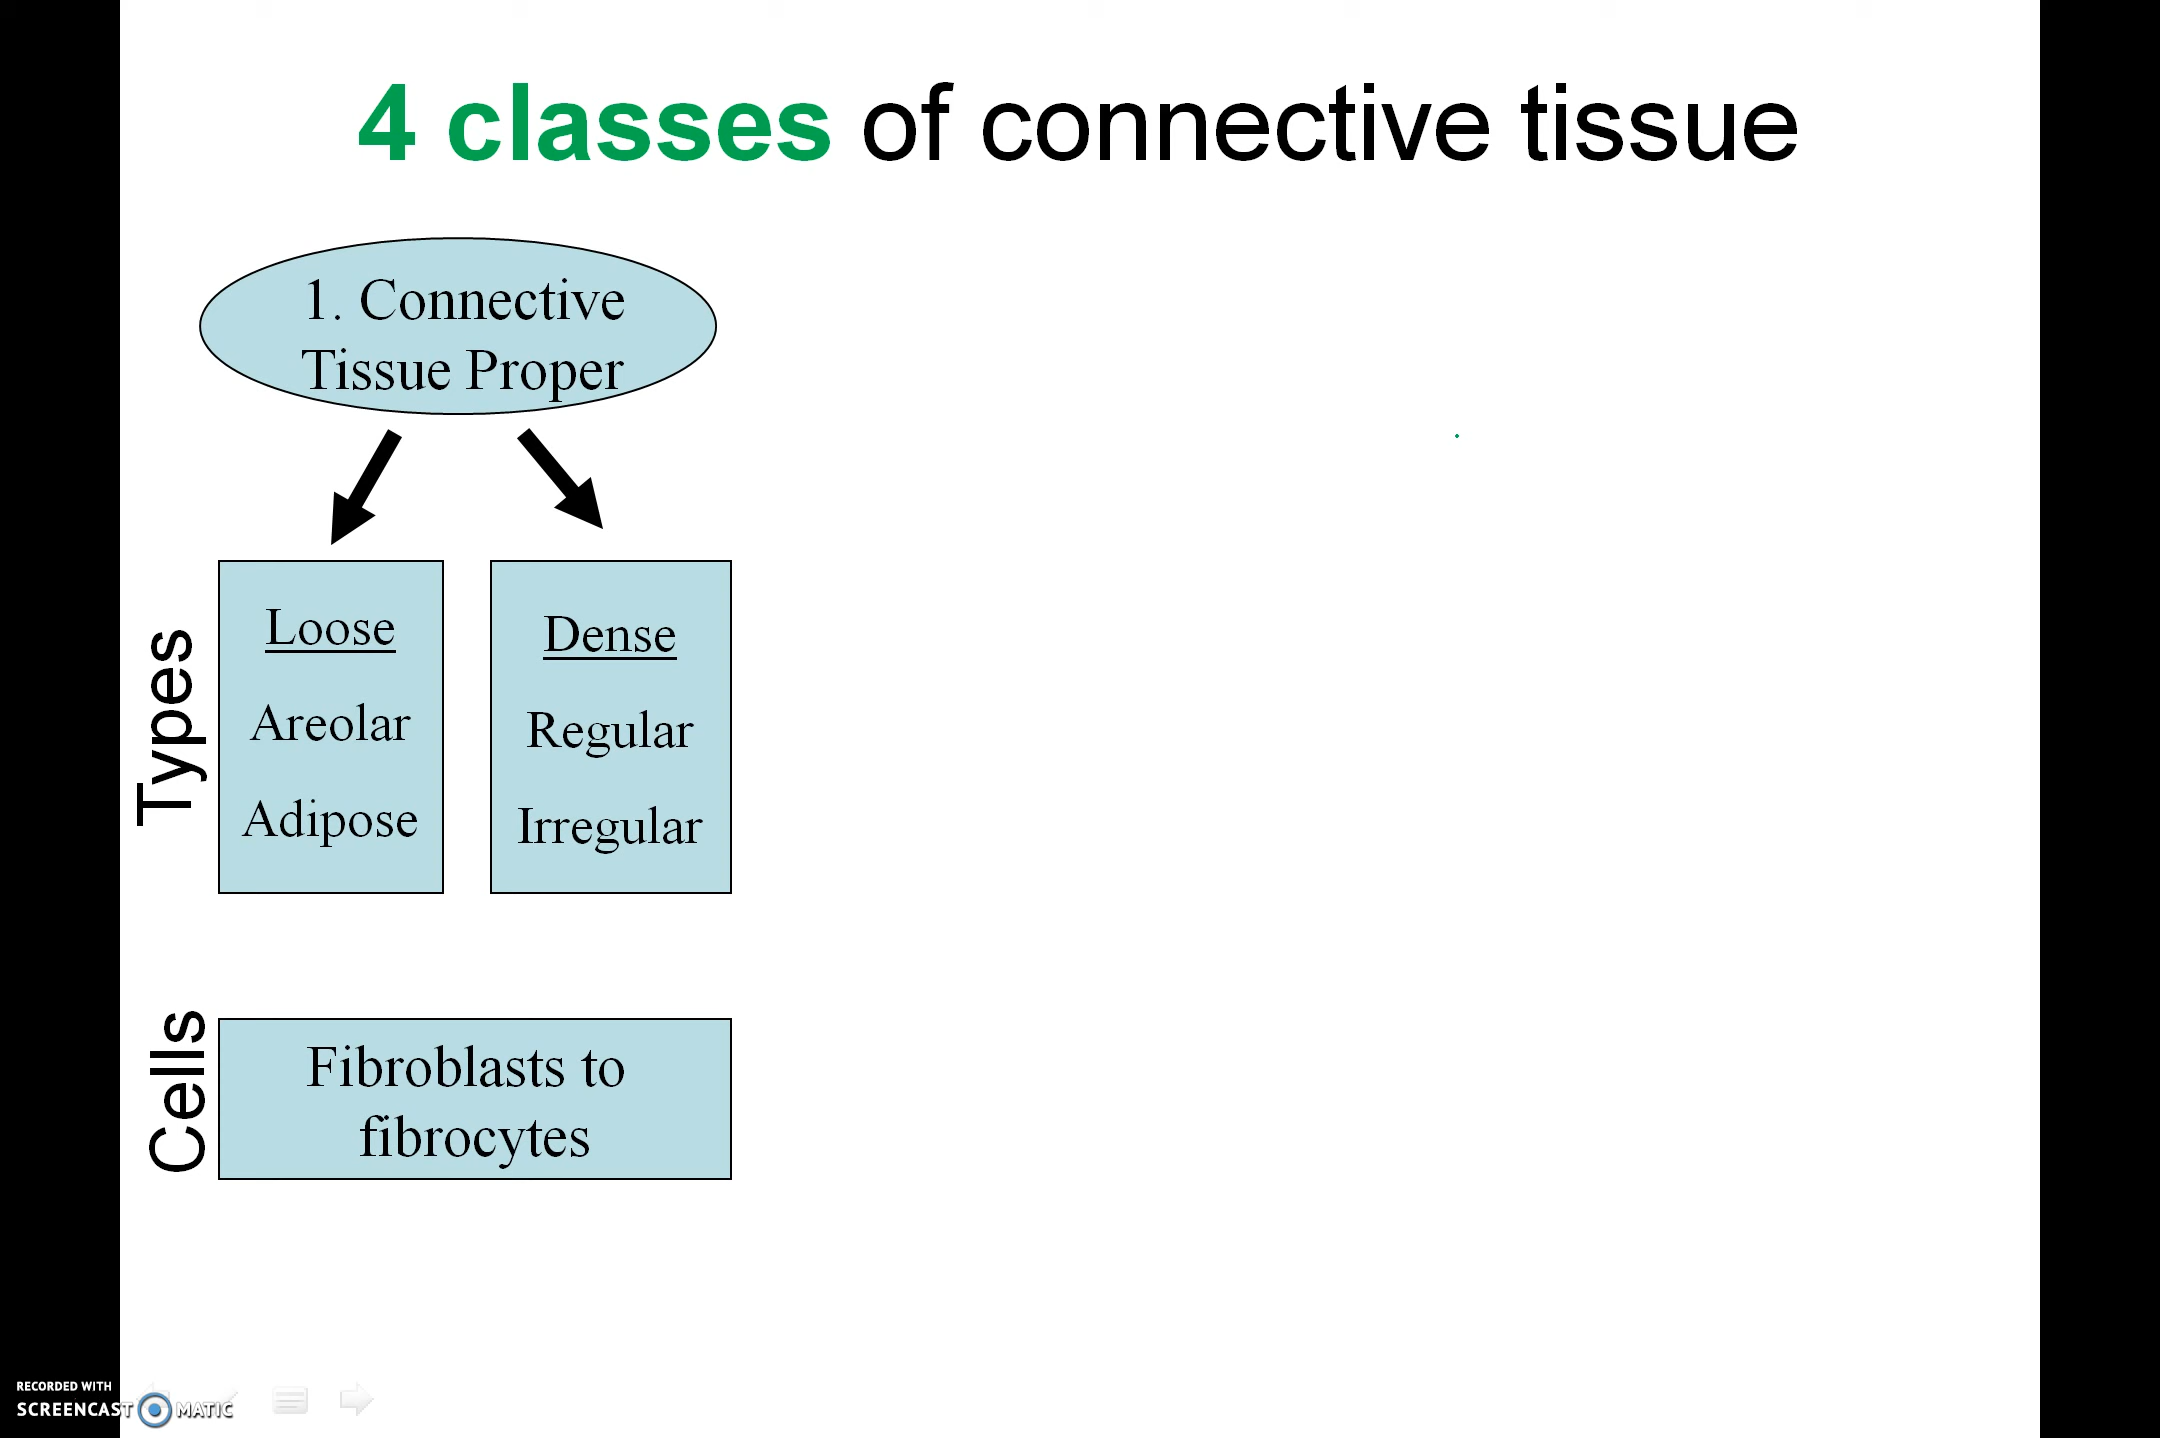 4 classes of connective tissue
1. Connective
Tissue Proper
Types
Loose
Areolar
Adipose
Dense
Regular
Irregular
Cells
Fibroblasts to
fibrocytes
RECORDED WITH
SCREENCAST MATIC